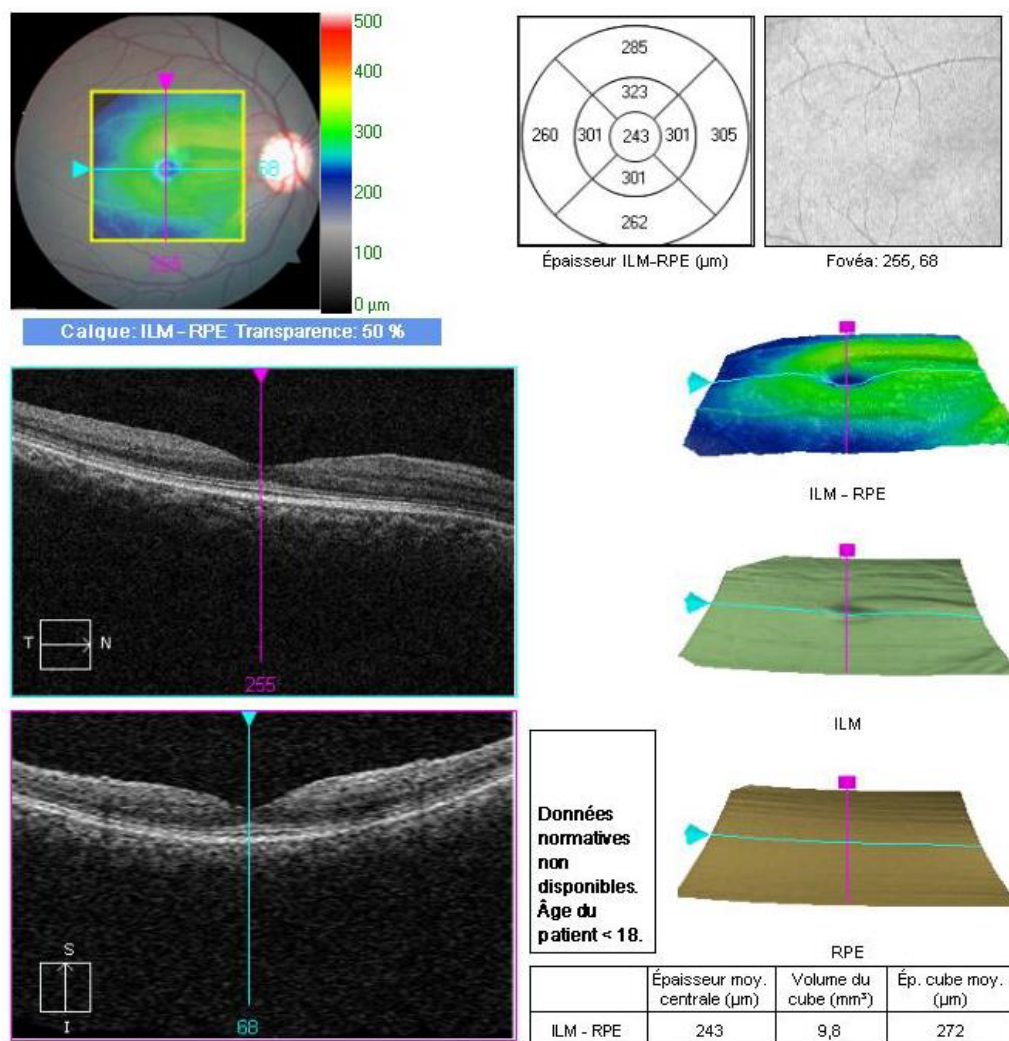 500
400
300
200
100
0 µm
68
255
Calque: ILM - RPE Transparence: 50 %
285
323
260
301
243
301
305
301
262
Épaisseur ILM-RPE (µm)
Fovéa: 255, 68
ILM - RPE
T
N
255
ILM
Données
normatives
non
disponibles.
Âge du
patient < 18.
S
I
68
RPE
Épaisseur moy. centrale (µm)
Volume du cube (mm³)
Ép. cube moy. (µm)
ILM - RPE
243
9,8
272